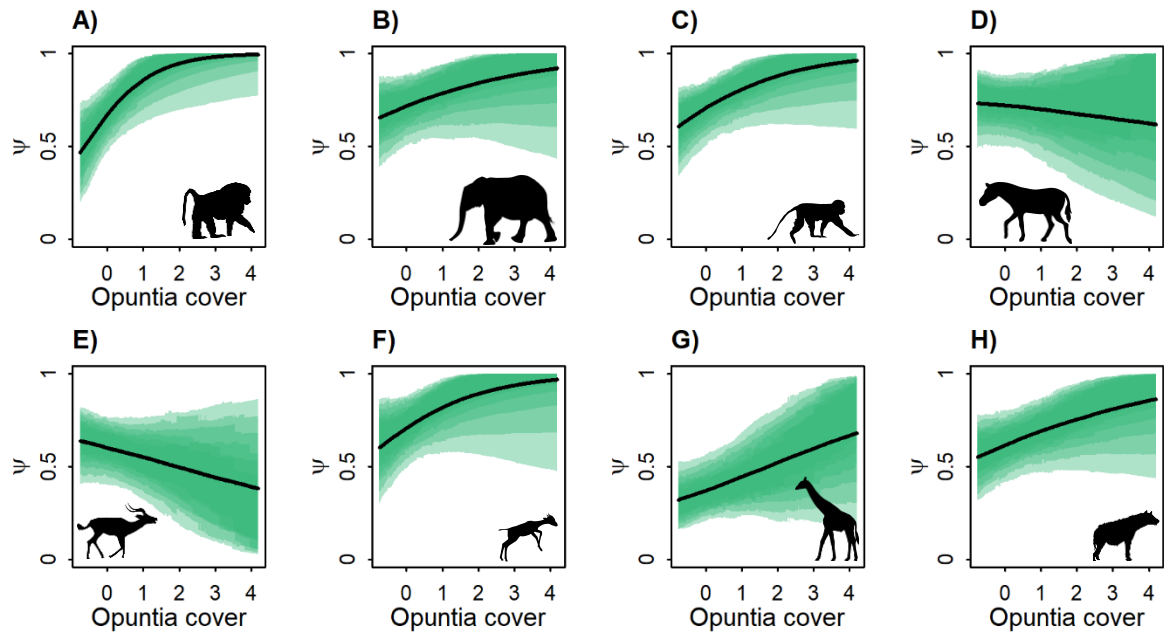 A) B) C) D)
ψ 0 0.5 1 ψ 0 0.5 1 ψ 0 0.5 1 ψ 0 0.5 1
0 1 2 3 4 0 1 2 3 4 0 1 2 3 4 0 1 2 3 4
Opuntia cover Opuntia cover Opuntia cover Opuntia cover
E) F) G) H)
ψ 0 0.5 1 ψ 0 0.5 1 ψ 0 0.5 1 ψ 0 0.5 1
0 1 2 3 4 0 1 2 3 4 0 1 2 3 4 0 1 2 3 4
Opuntia cover Opuntia cover Opuntia cover Opuntia cover